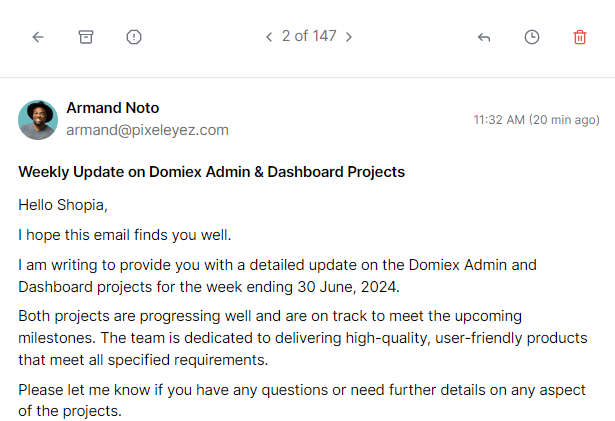 2 of 147
Armand Noto
armand@pixeleyez.com
11:32 AM (20 min ago)
Weekly Update on Domiex Admin & Dashboard Projects
Hello Shopia,
I hope this email finds you well.
I am writing to provide you with a detailed update on the Domiex Admin and
Dashboard projects for the week ending 30 June, 2024.
Both projects are progressing well and are on track to meet the upcoming
milestones. The team is dedicated to delivering high-quality, user-friendly products
that meet all specified requirements.
Please let me know if you have any questions or need further details on any aspect
of the projects.